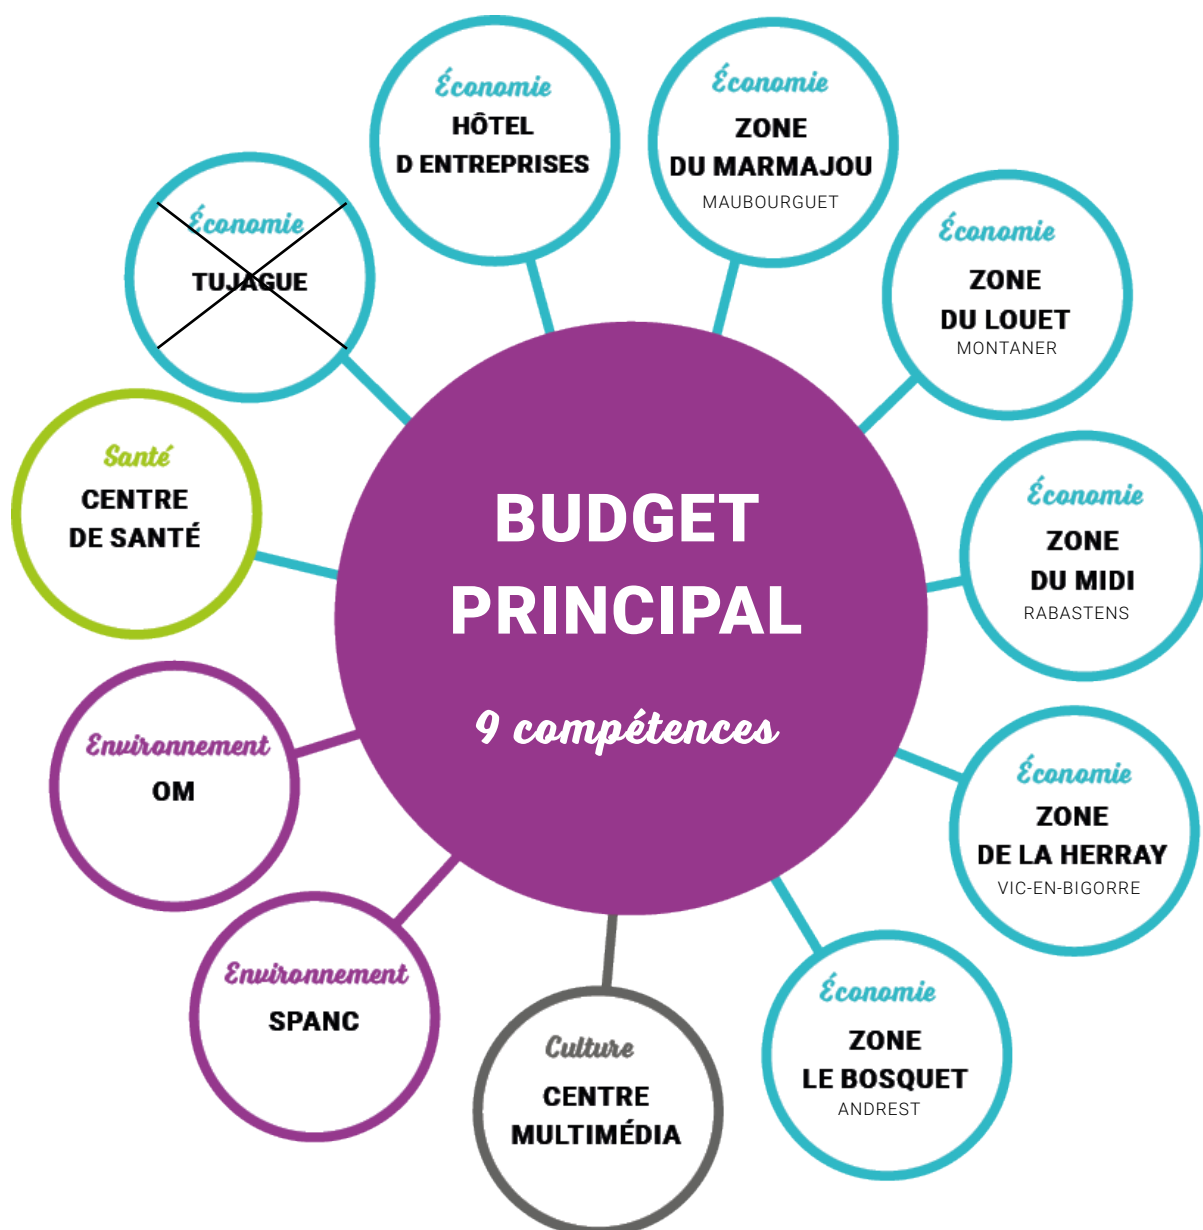 Économie
HÔTEL
D ENTREPRISES
Économie
ZONE
DU MARMAJOU
MAUBOURGUET
Économie
ZONE
DU LOUET
MONTANER
Économie
ZONE
DU MIDI
RABASTENS
Économie
ZONE
DE LA HERRAY
VIC-EN-BIGORRE
Économie
ZONE
LE BOSQUET
ANDREST
Culture
CENTRE
MULTIMÉDIA
Environnement
SPANC
Environnement
OM
Santé
CENTRE
DE SANTÉ
Économie
TUJAGUE
BUDGET
PRINCIPAL
9 compétences